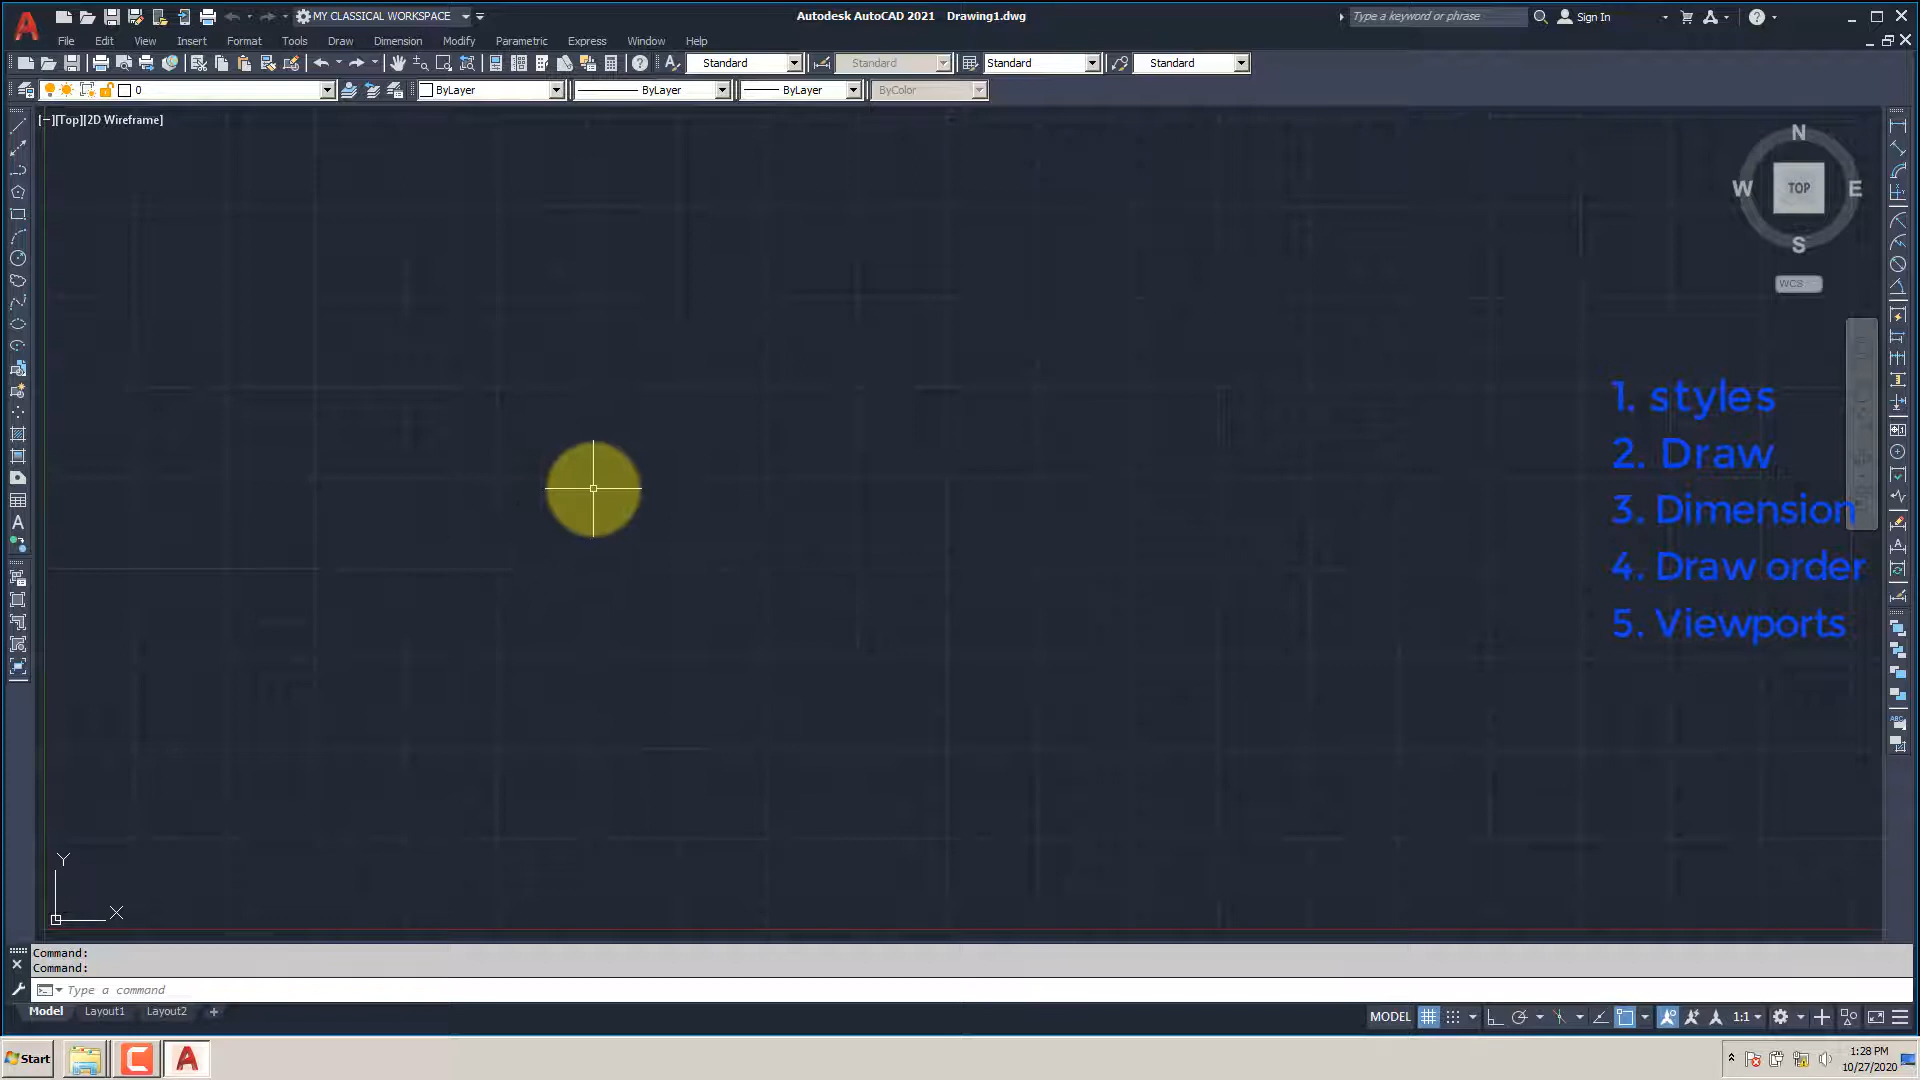 MY CLASSICAL WORKSPACE
Autodesk AutoCAD 2021 Drawing1.dwg
Type a keyword or phrase
Sign In
File Edit View Insert Format Tools Draw Dimension Modify Parametric Express Window Help
Standard Standard Standard Standard
0 ByLayer ByLayer ByLayer ByColor
[−][Top][2D Wireframe]
N
W TOP E
S
WCS
1. styles
2. Draw
3. Dimension
4. Draw order
5. Viewports
Y
X
Command:
Command:
Type a command
Model Layout1 Layout2 +
MODEL 1:1
Start
1:28 PM
10/27/2020